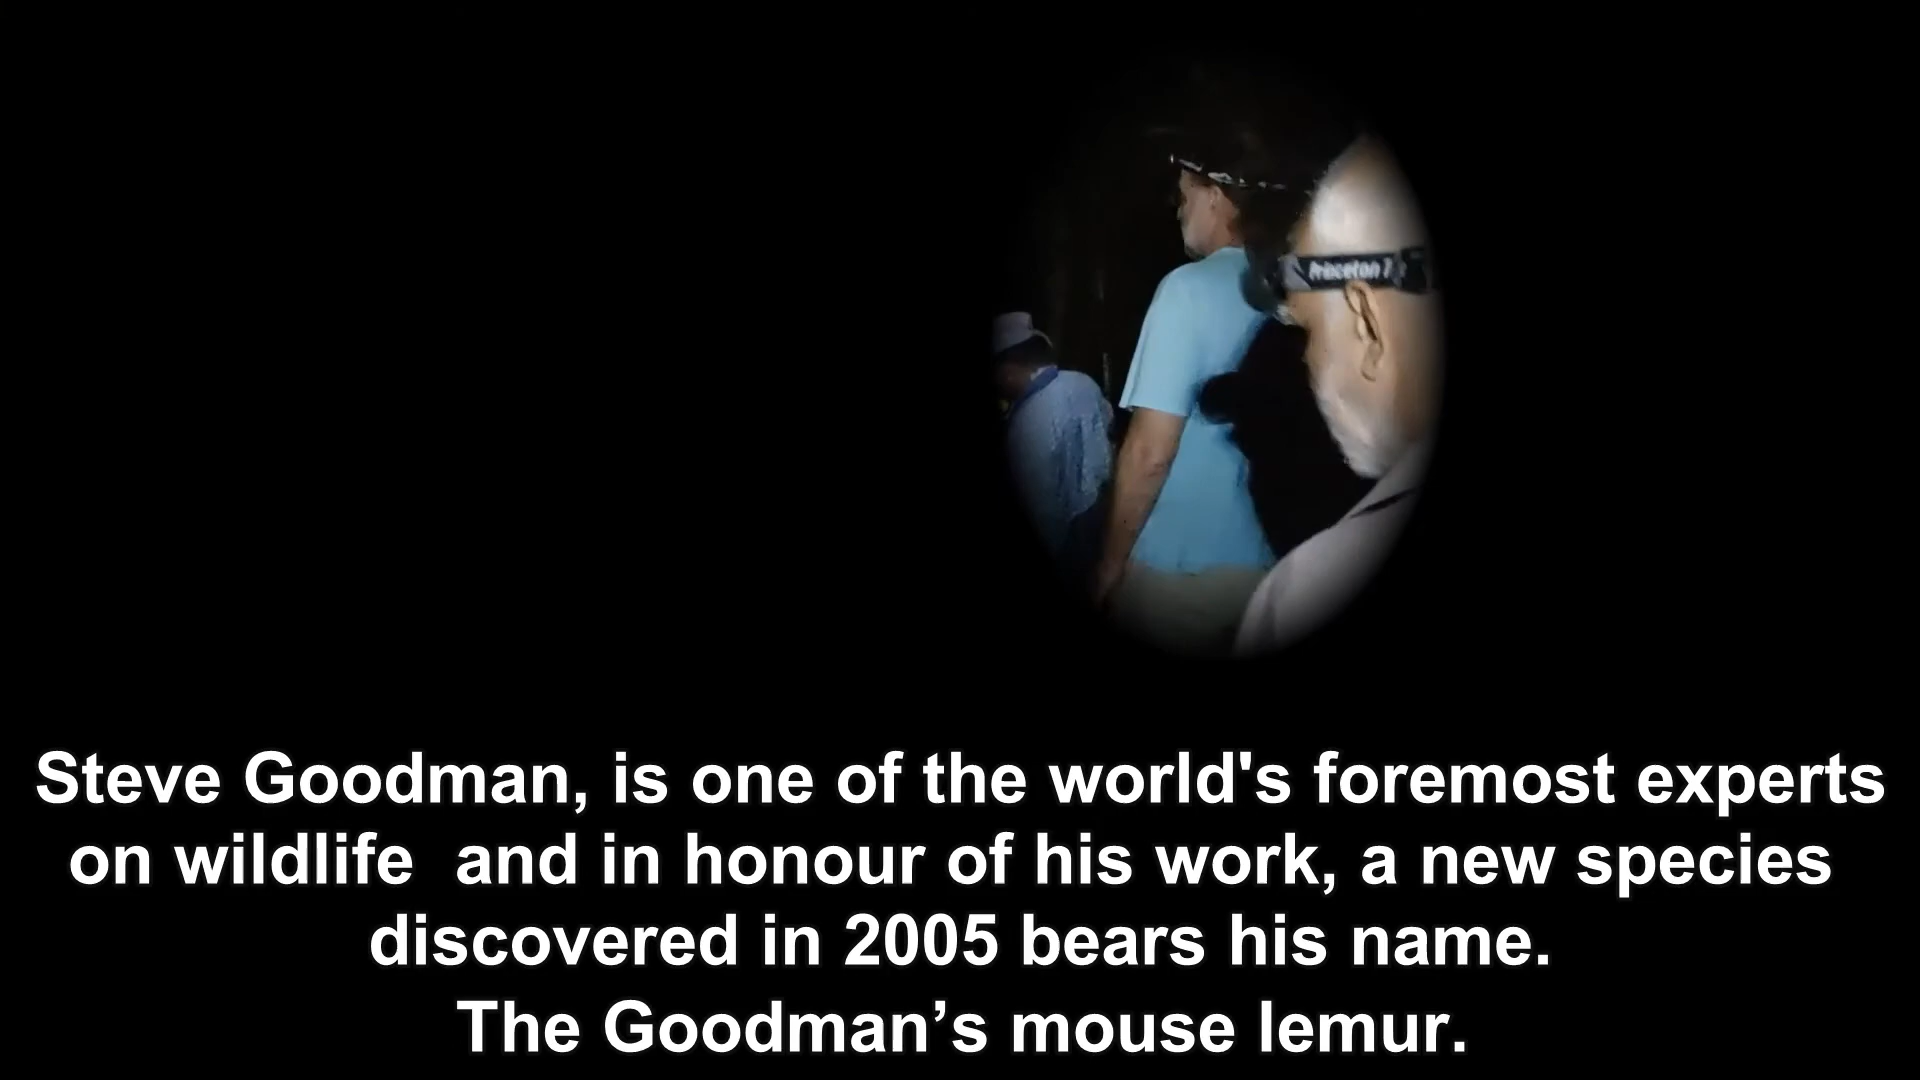 Princeton T
Steve Goodman, is one of the world's foremost experts
on wildlife  and in honour of his work, a new species
discovered in 2005 bears his name.
The Goodman’s mouse lemur.